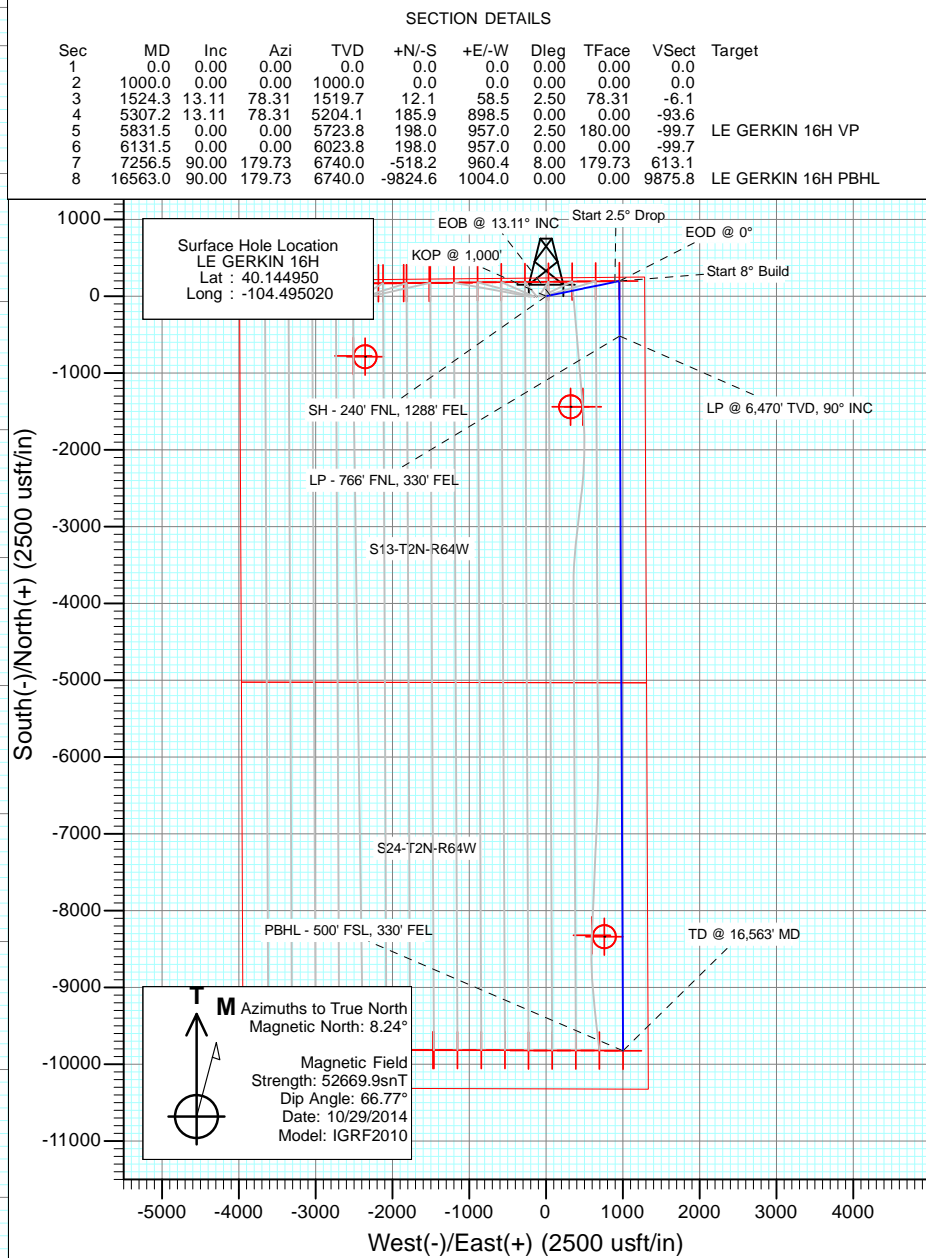 SECTION DETAILS
Sec MD Inc Azi TVD +N/-S +E/-W Dleg TFace VSect Target
1 0.0 0.00 0.00 0.0 0.0 0.0 0.00 0.00 0.0
2 1000.0 0.00 0.00 1000.0 0.0 0.0 0.00 0.00 0.0
3 1524.3 13.11 78.31 1519.7 12.1 58.5 2.50 78.31 -6.1
4 5307.2 13.11 78.31 5204.1 185.9 898.5 0.00 0.00 -93.6
5 5831.5 0.00 0.00 5723.8 198.0 957.0 2.50 180.00 -99.7 LE GERKIN 16H VP
6 6131.5 0.00 0.00 6023.8 198.0 957.0 0.00 0.00 -99.7
7 7256.5 90.00 179.73 6740.0 -518.2 960.4 8.00 179.73 613.1
8 16563.0 90.00 179.73 6740.0 -9824.6 1004.0 0.00 0.00 9875.8 LE GERKIN 16H PBHL
Surface Hole Location
LE GERKIN 16H
Lat : 40.144950
Long : -104.495020
EOB @ 13.11° INC
Start 2.5° Drop
KOP @ 1,000'
EOD @ 0°
Start 8° Build
SH - 240' FNL, 1288' FEL
LP @ 6,470' TVD, 90° INC
LP - 766' FNL, 330' FEL
S13-T2N-R64W
S24-T2N-R64W
PBHL - 500' FSL, 330' FEL
TD @ 16,563' MD
T M
Azimuths to True North
Magnetic North: 8.24°
Magnetic Field
Strength: 52669.9snT
Dip Angle: 66.77°
Date: 10/29/2014
Model: IGRF2010
South(-)/North(+) (2500 usft/in)
1000
0
-1000
-2000
-3000
-4000
-5000
-6000
-7000
-8000
-9000
-10000
-11000
-5000 -4000 -3000 -2000 -1000 0 1000 2000 3000 4000
West(-)/East(+) (2500 usft/in)